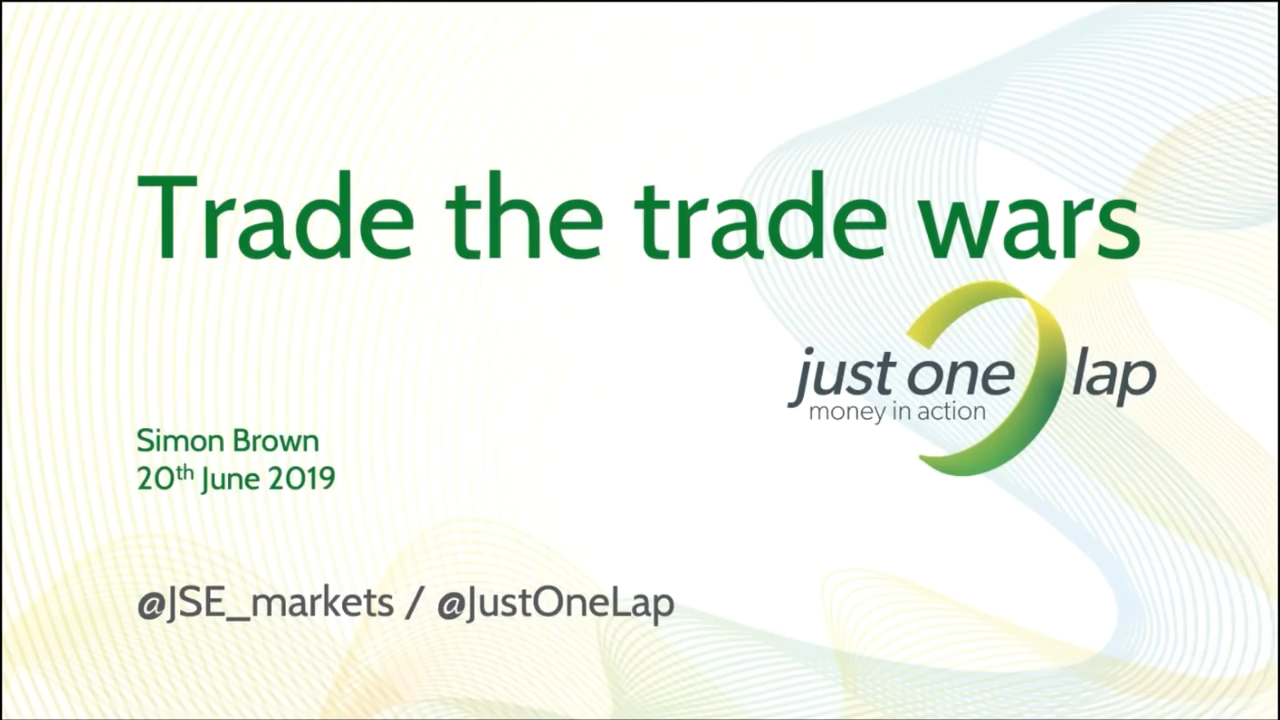 Trade the trade wars
just one lap
money in action
Simon Brown
20th June 2019
@JSE_markets / @JustOneLap